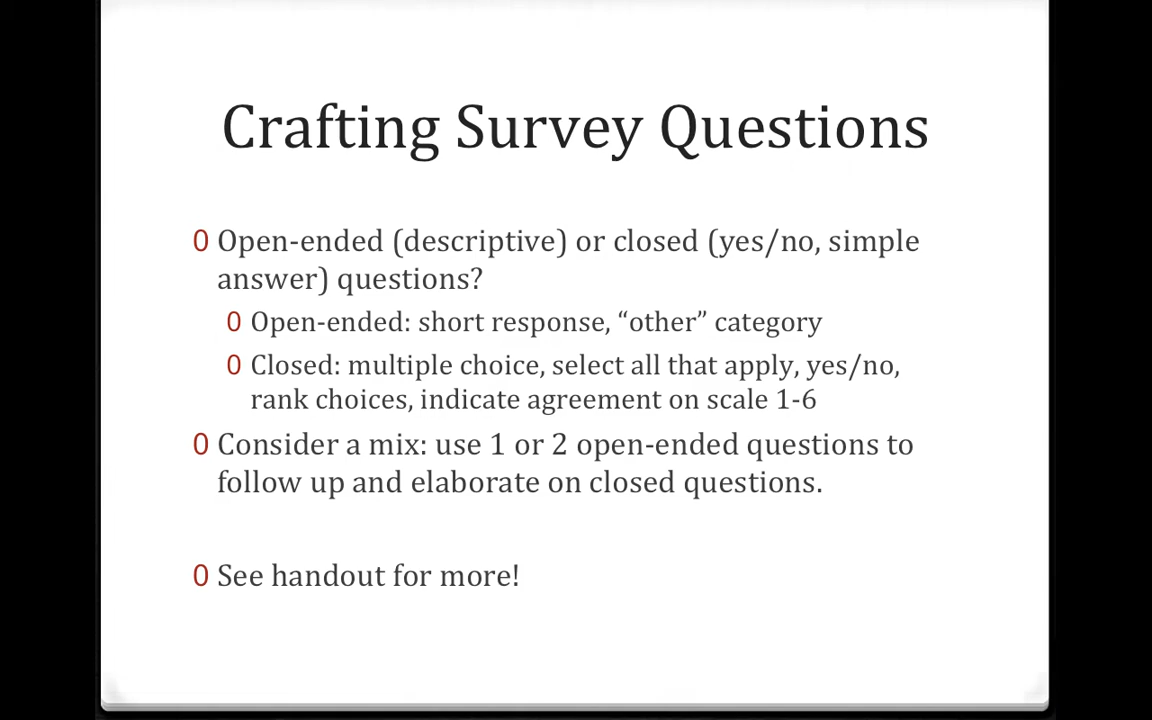 Crafting Survey Questions
0 Open-ended (descriptive) or closed (yes/no, simple
answer) questions?
0 Open-ended: short response, “other” category
0 Closed: multiple choice, select all that apply, yes/no,
rank choices, indicate agreement on scale 1-6
0 Consider a mix: use 1 or 2 open-ended questions to
follow up and elaborate on closed questions.
0 See handout for more!